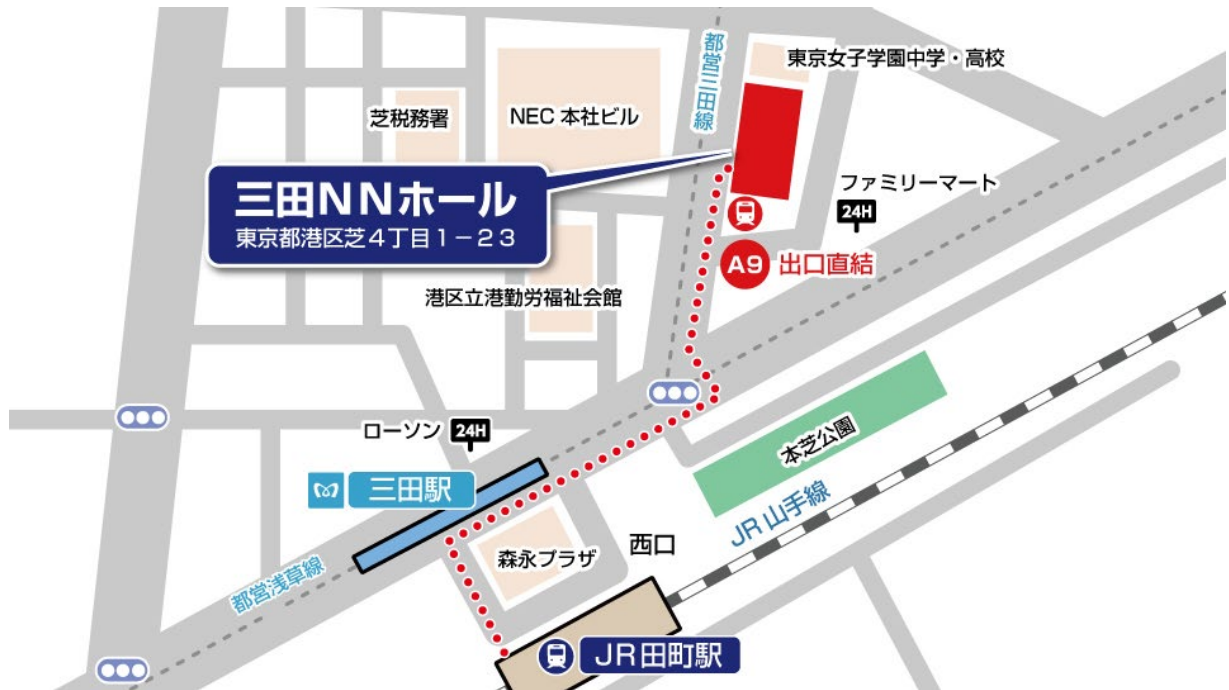 都営三田線
東京女子学園中学・高校
芝税務署
NEC 本社ビル
三田NNホール
東京都港区芝4丁目1－23
ファミリーマート
24H
A9 出口直結
港区立港勤労福祉会館
ローソン 24H
本芝公園
三田駅
JR 山手線
西口
森永プラザ
都営浅草線
JR田町駅